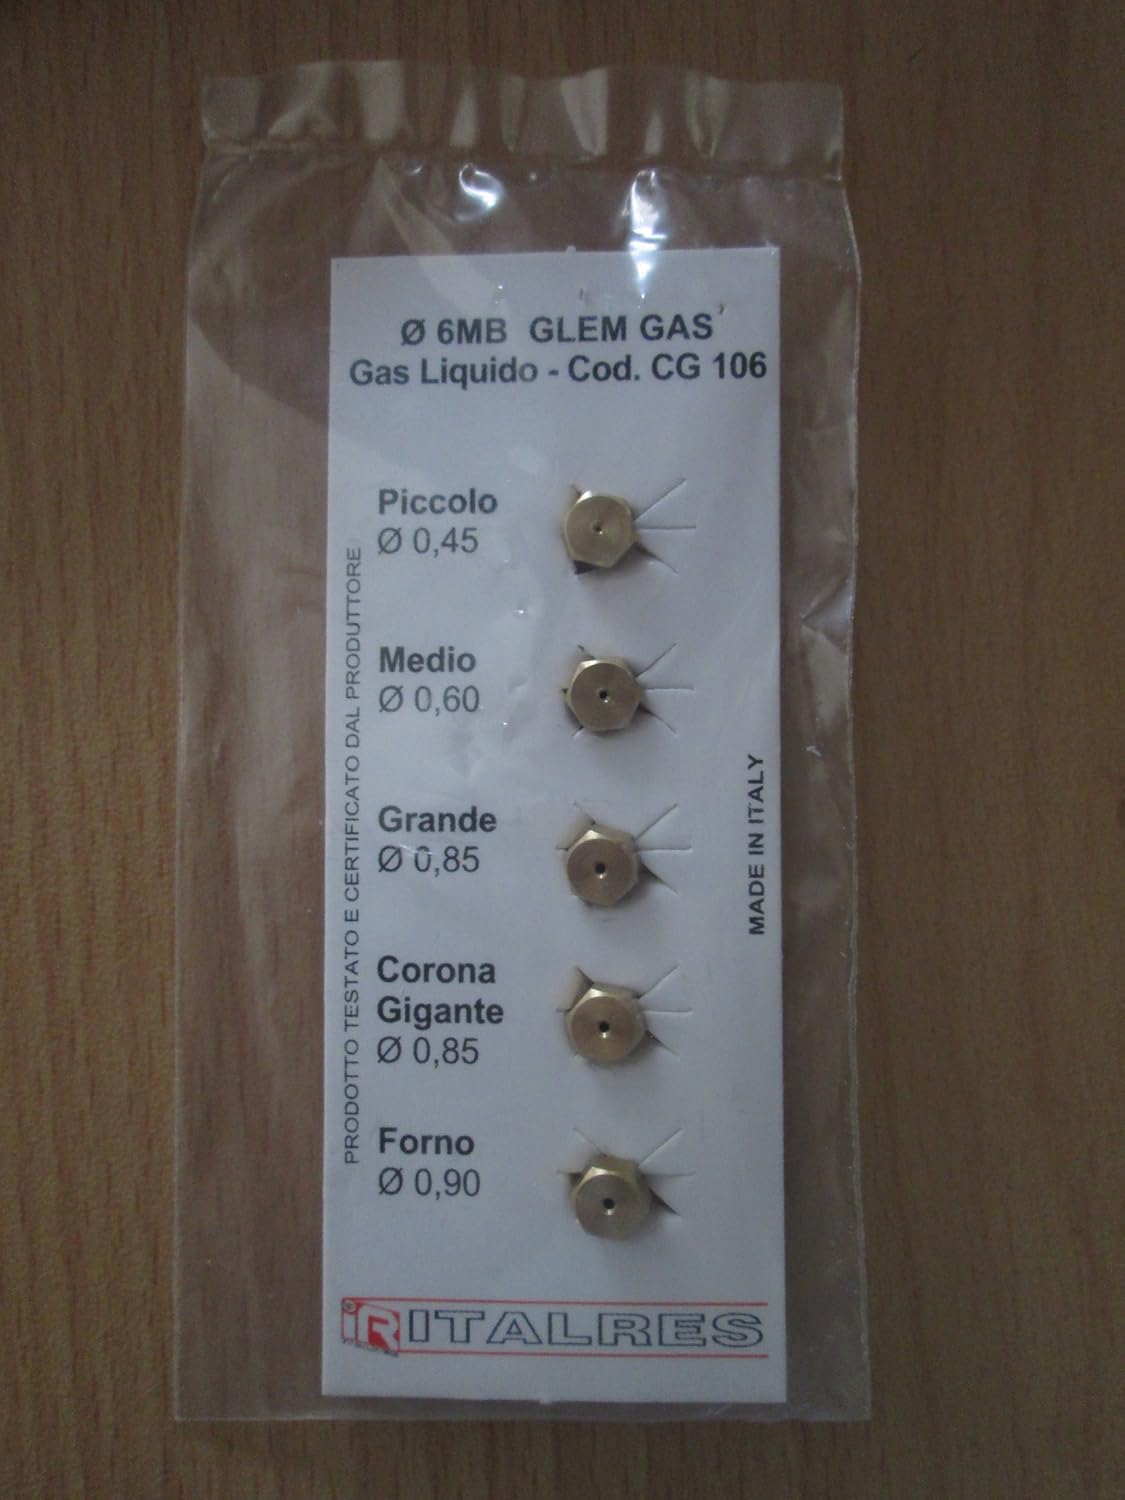 Ø 6MB GLEM GAS
Gas Liquido - Cod. CG 106
Piccolo
Ø 0,45
Medio
Ø 0,60
Grande
Ø 0,85
Corona
Gigante
Ø 0,85
Forno
Ø 0,90
PRODOTTO TESTATO E CERTIFICATO DAL PRODUTTORE
MADE IN ITALY
iR ITALRES